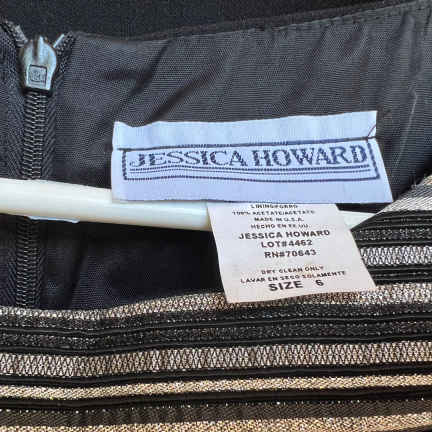 JESSICA HOWARD
LINING/FORRO
100% ACETATE/ACETATO
MADE IN U.S.A.
HECHO EN EE.UU.
JESSICA HOWARD
LOT#4462
RN#70643
DRY CLEAN ONLY
LAVAR EN SECO SOLAMENTE
SIZE 6